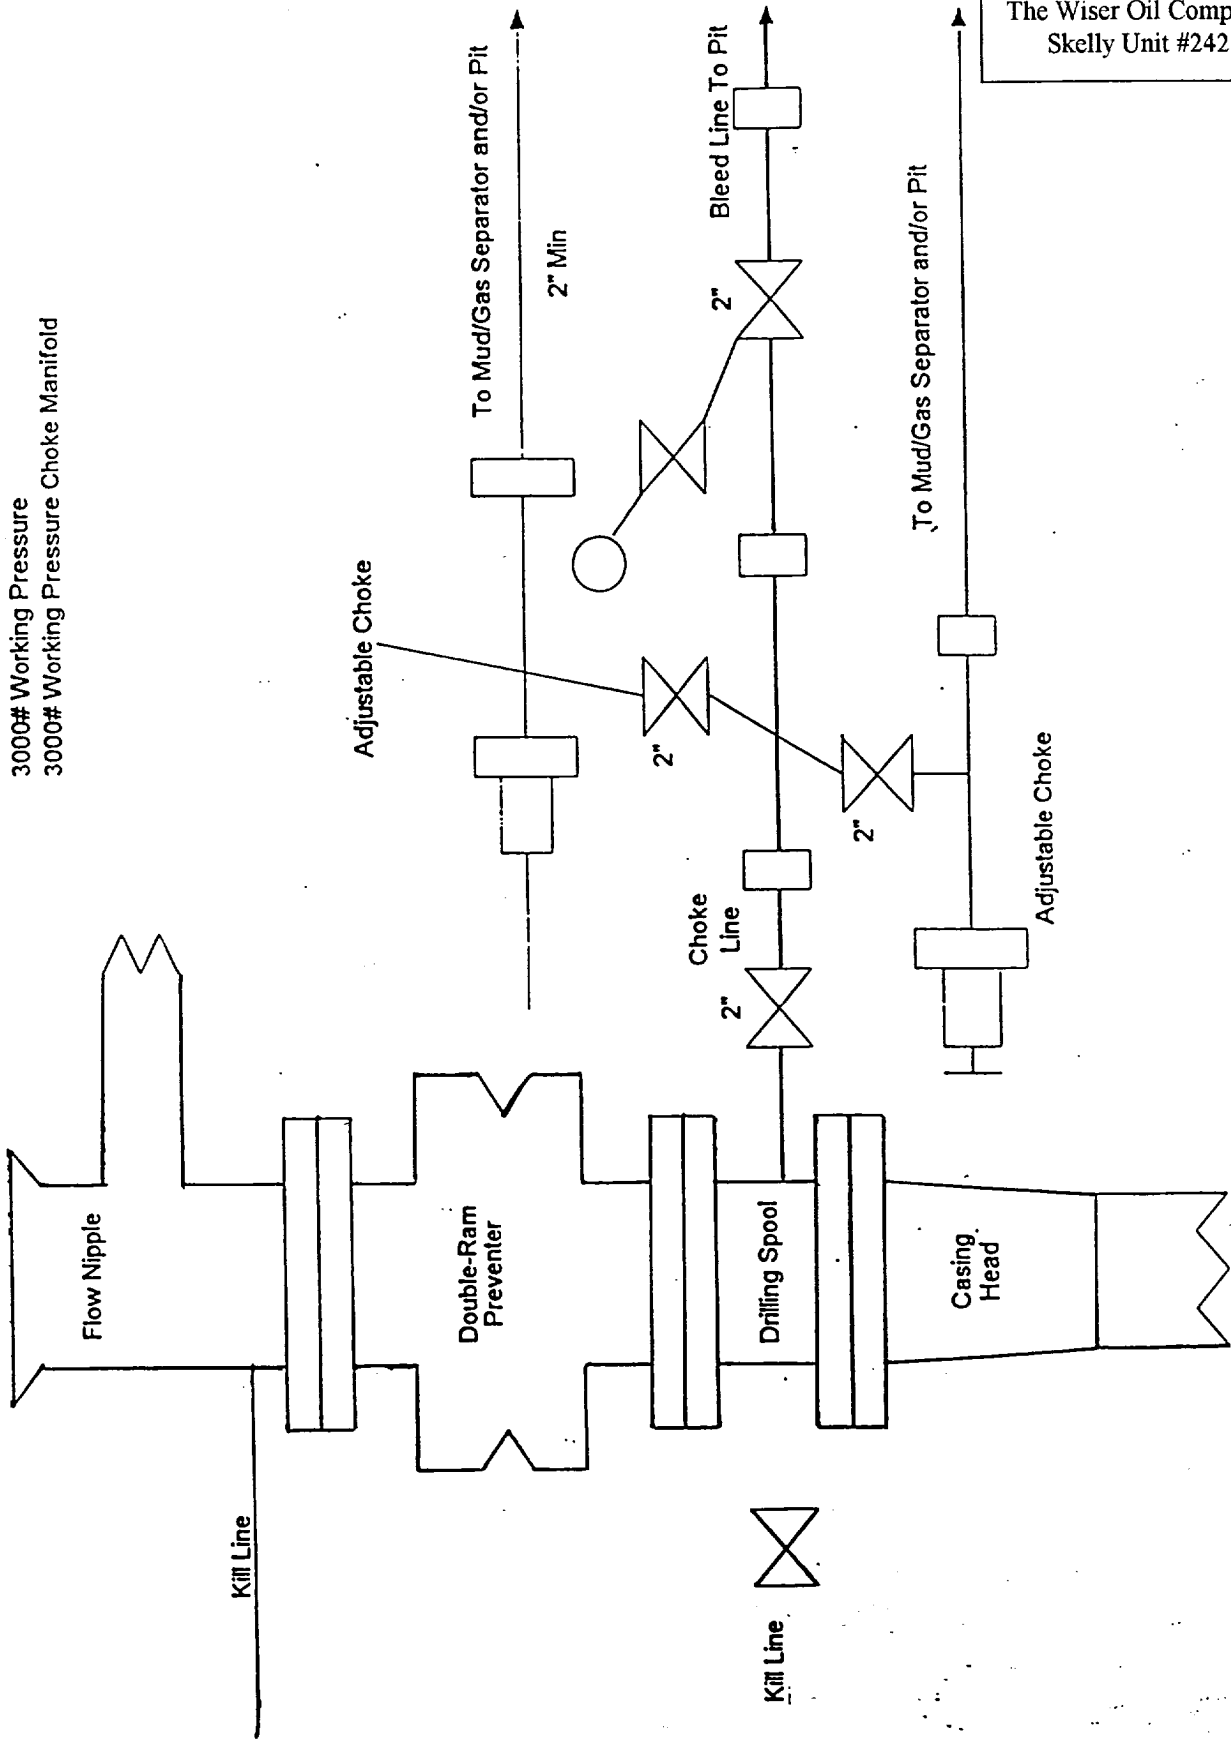 The Wiser Oil Comp
Skelly Unit #242
3000# Working Pressure
3000# Working Pressure Choke Manifold
Flow Nipple
Kill Line
Adjustable Choke
To Mud/Gas Separator and/or Pit
2" Min
Double-Ram
Preventer
2"
2"
Bleed Line To Pit
Choke
Line
2"
Drilling Spool
Kill Line
2"
To Mud/Gas Separator and/or Pit
Adjustable Choke
Casing
Head